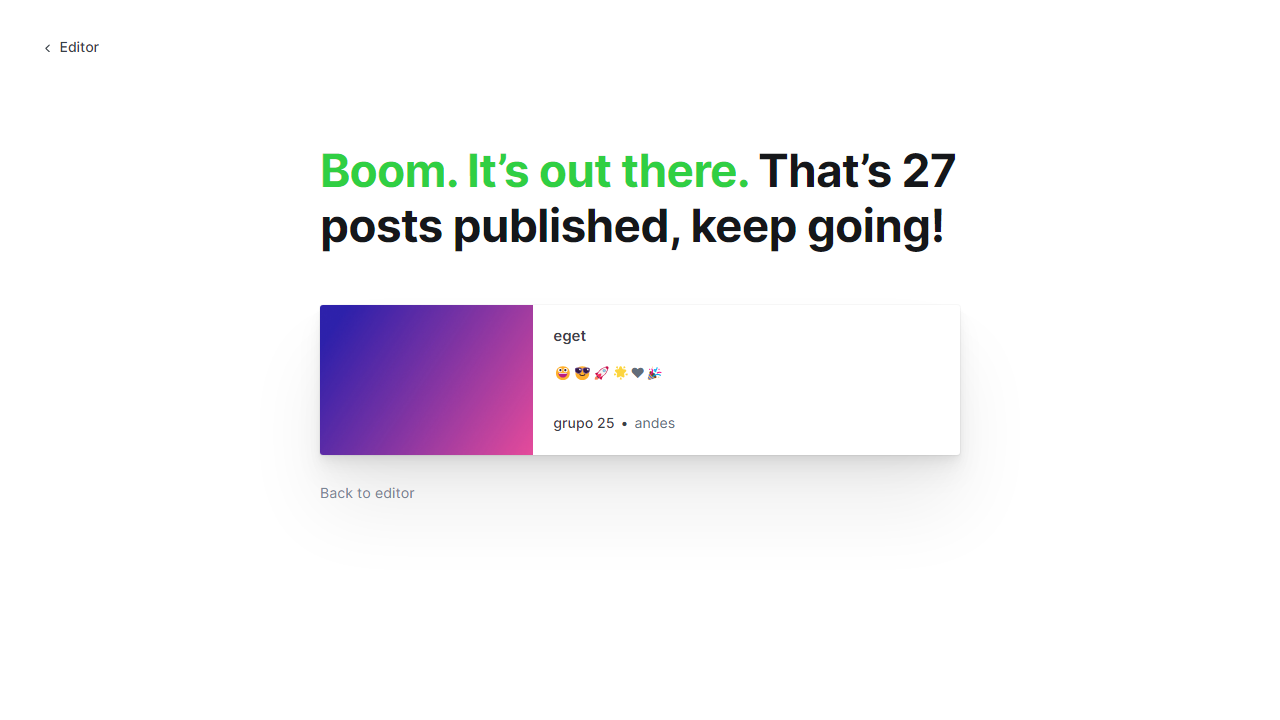 Editor
Boom. It’s out there. That’s 27
posts published, keep going!
eget
😀😎🚀🌟❤🎉
grupo 25 • andes
Back to editor